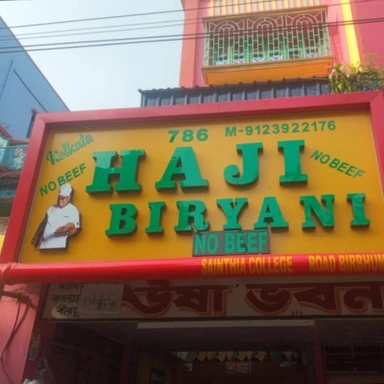 Kolkata
786 M-9123922176
NO BEEF
HAJI
NO BEEF
BIRYANI
NO BEEF
SAINTHIA COLLEGE ROAD BIRBHUM
ঊষা ভবন